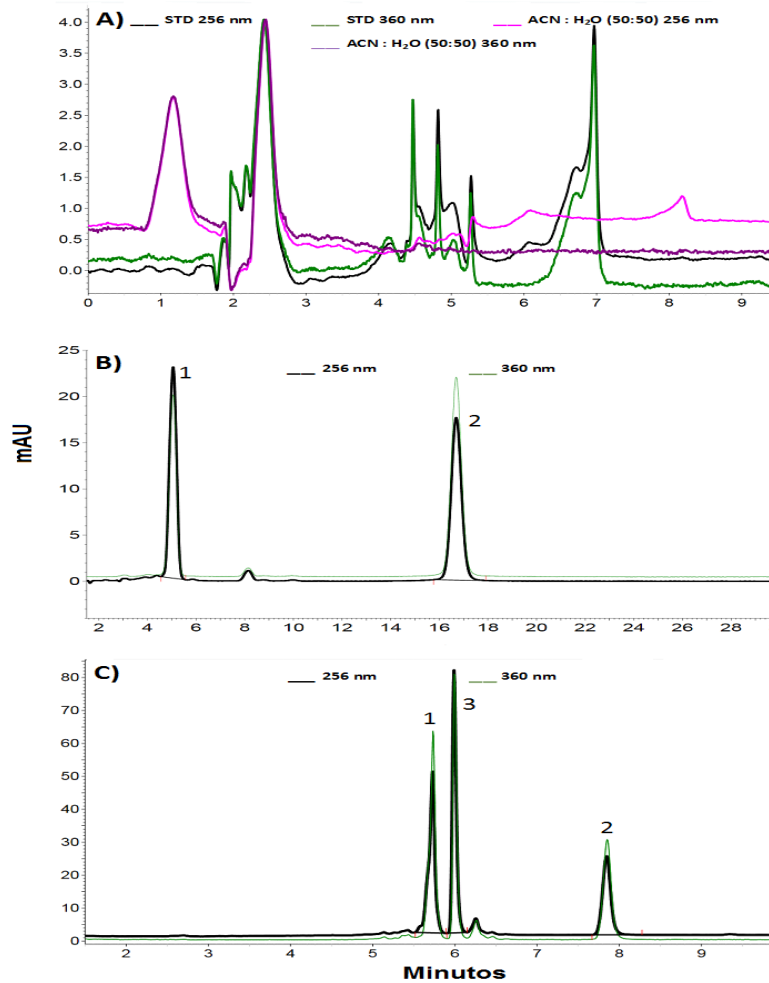 A)
STD 256 nm STD 360 nm ACN : H₂O (50:50) 256 nm
ACN : H₂O (50:50) 360 nm
4.0
3.5
3.0
2.5
2.0
1.5
1.0
0.5
0.0
0 1 2 3 4 5 6 7 8 9
B)
256 nm 360 nm
1
2
25
20
15
10
5
0
mAU
2 4 6 8 10 12 14 16 18 20 22 24 26 28
C)
256 nm 360 nm
1
3
2
80
70
60
50
40
30
20
10
0
2 3 4 5 6 7 8 9
Minutos